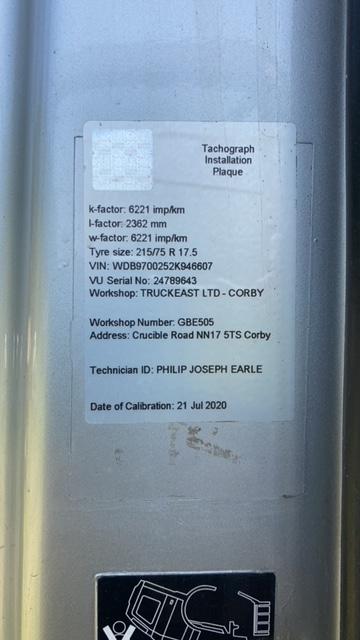 Tachograph
Installation
Plaque
k-factor: 6221 imp/km
l-factor: 2362 mm
w-factor: 6221 imp/km
Tyre size: 215/75 R 17.5
VIN: WDB9700252K946607
VU Serial No: 24789643
Workshop: TRUCKEAST LTD - CORBY
Workshop Number: GBE505
Address: Crucible Road NN17 5TS Corby
Technician ID: PHILIP JOSEPH EARLE
Date of Calibration: 21 Jul 2020